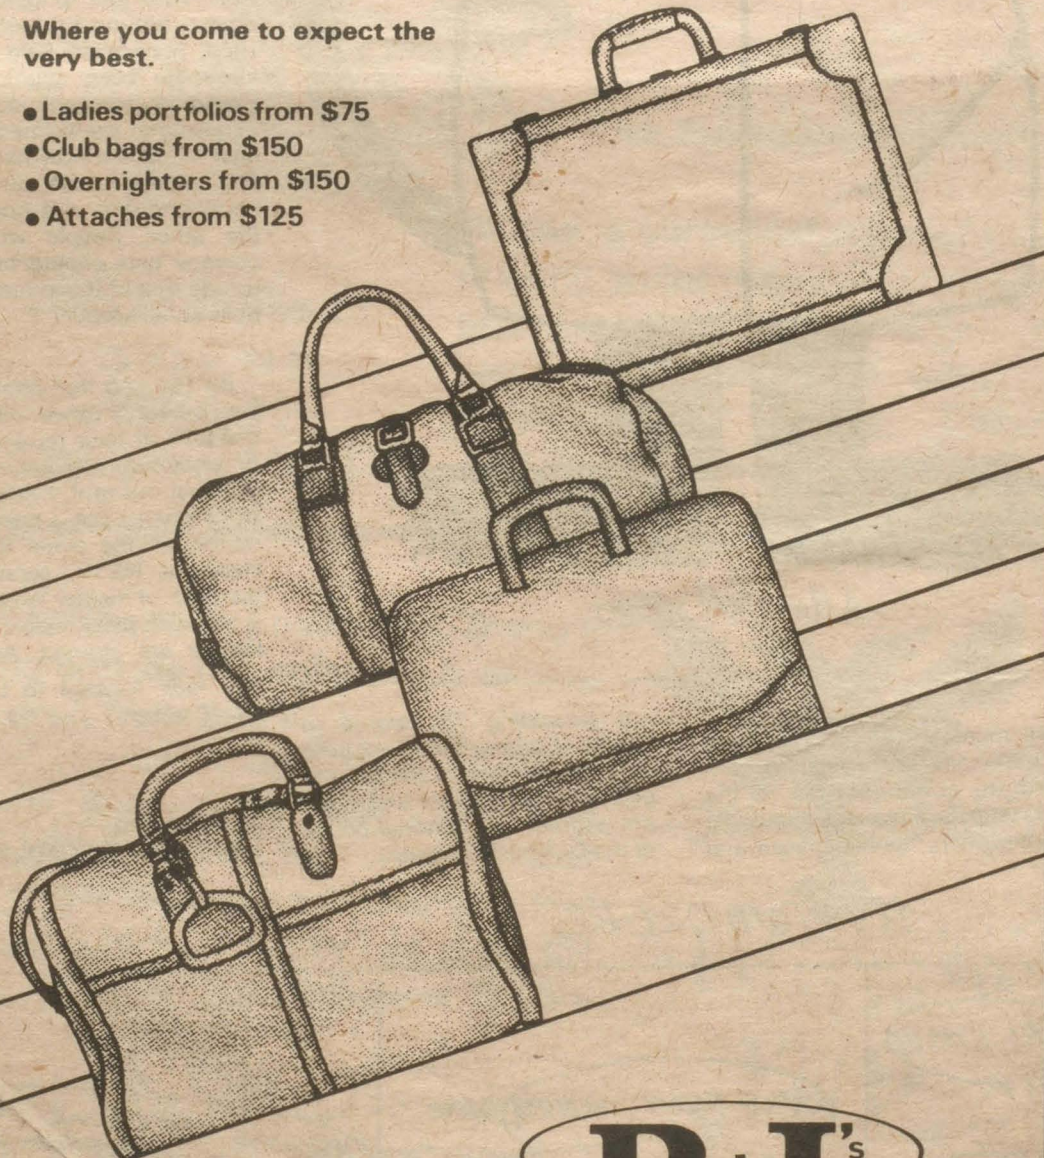 Where you come to expect the
very best.
● Ladies portfolios from $75
● Club bags from $150
● Overnighters from $150
● Attaches from $125